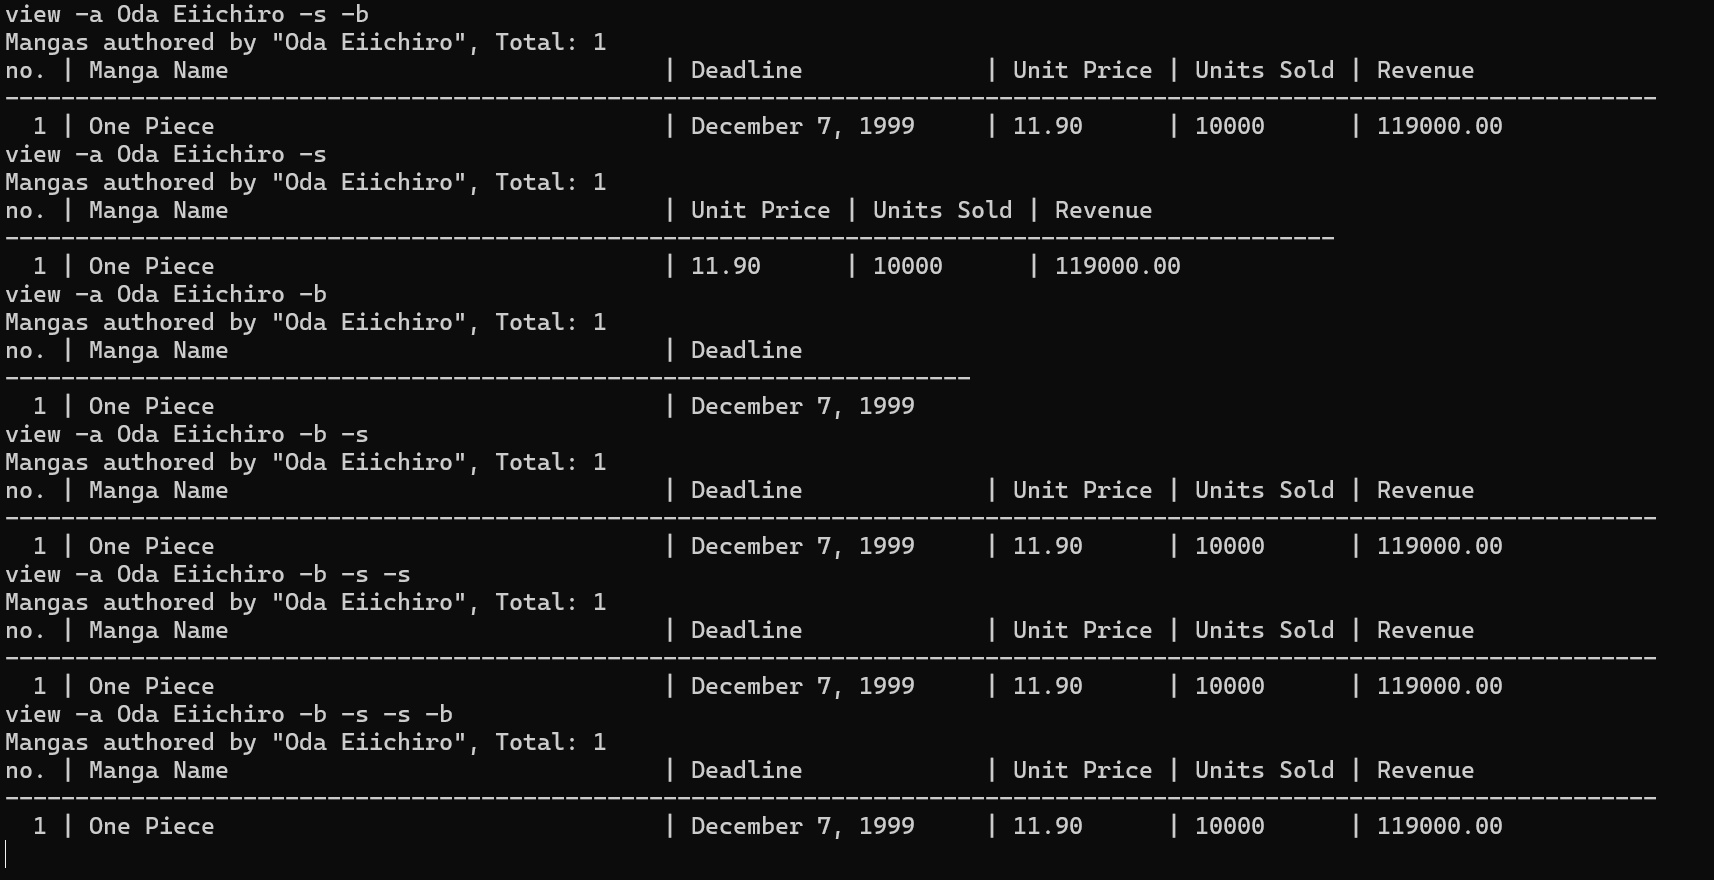 view -a Oda Eiichiro -s -b
Mangas authored by "Oda Eiichiro", Total: 1
no. | Manga Name                               | Deadline             | Unit Price | Units Sold | Revenue
----------------------------------------------------------------------------------------------------------------------
  1 | One Piece                                | December 7, 1999     | 11.90      | 10000      | 119000.00
view -a Oda Eiichiro -s
Mangas authored by "Oda Eiichiro", Total: 1
no. | Manga Name                               | Unit Price | Units Sold | Revenue
-----------------------------------------------------------------------------------------------
  1 | One Piece                                | 11.90      | 10000      | 119000.00
view -a Oda Eiichiro -b
Mangas authored by "Oda Eiichiro", Total: 1
no. | Manga Name                               | Deadline
---------------------------------------------------------------------
  1 | One Piece                                | December 7, 1999
view -a Oda Eiichiro -b -s
Mangas authored by "Oda Eiichiro", Total: 1
no. | Manga Name                               | Deadline             | Unit Price | Units Sold | Revenue
----------------------------------------------------------------------------------------------------------------------
  1 | One Piece                                | December 7, 1999     | 11.90      | 10000      | 119000.00
view -a Oda Eiichiro -b -s -s
Mangas authored by "Oda Eiichiro", Total: 1
no. | Manga Name                               | Deadline             | Unit Price | Units Sold | Revenue
----------------------------------------------------------------------------------------------------------------------
  1 | One Piece                                | December 7, 1999     | 11.90      | 10000      | 119000.00
view -a Oda Eiichiro -b -s -s -b
Mangas authored by "Oda Eiichiro", Total: 1
no. | Manga Name                               | Deadline             | Unit Price | Units Sold | Revenue
----------------------------------------------------------------------------------------------------------------------
  1 | One Piece                                | December 7, 1999     | 11.90      | 10000      | 119000.00